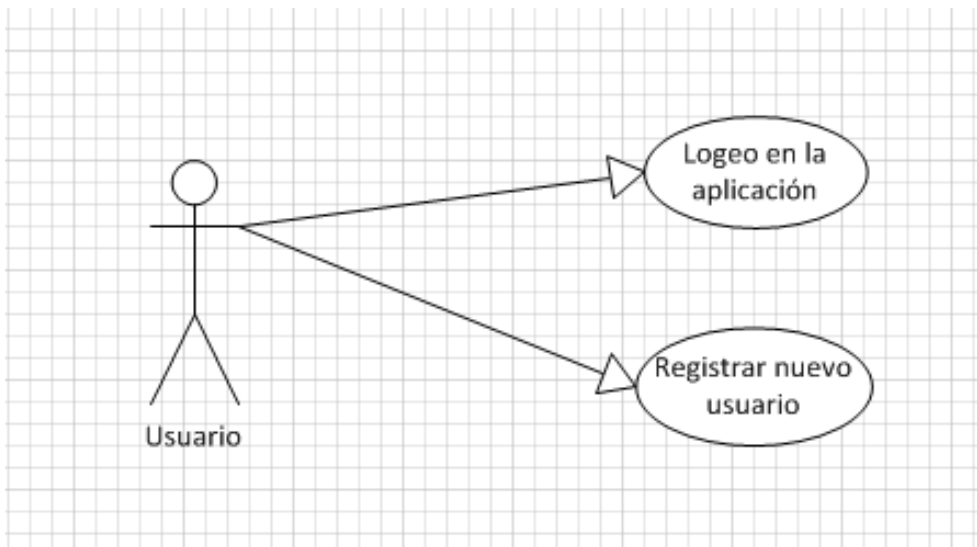 Logeo en la
aplicación
Registrar nuevo
usuario
Usuario